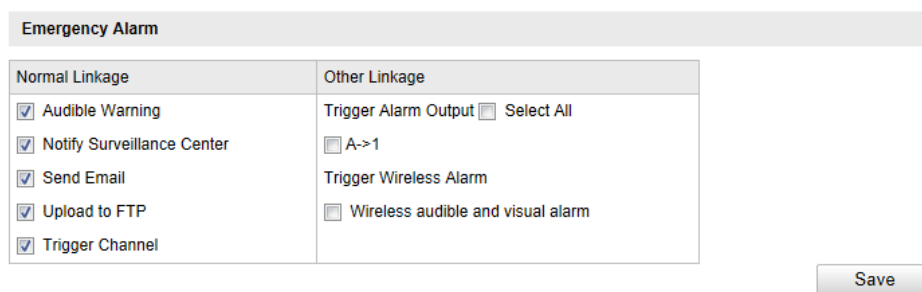 Emergency Alarm
Normal Linkage
Other Linkage
Audible Warning
Trigger Alarm Output Select All
Notify Surveillance Center
A->1
Send Email
Trigger Wireless Alarm
Upload to FTP
Wireless audible and visual alarm
Trigger Channel
Save